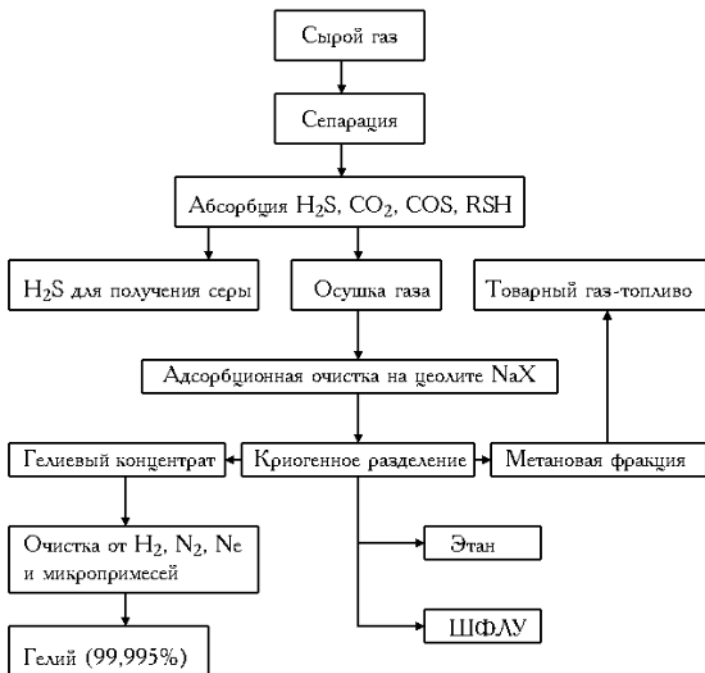 Сырой газ
Сепарация
Абсорбция H₂S, CO₂, COS, RSH
H₂S для получения серы
Осушка газа
Товарный газ-топливо
Адсорбционная очистка на цеолите NaX
Гелиевый концентрат
Криогенное разделение
Метановая фракция
Очистка от H₂, N₂, Ne
и микропримесей
Этан
ШФЛУ
Гелий (99,995%)